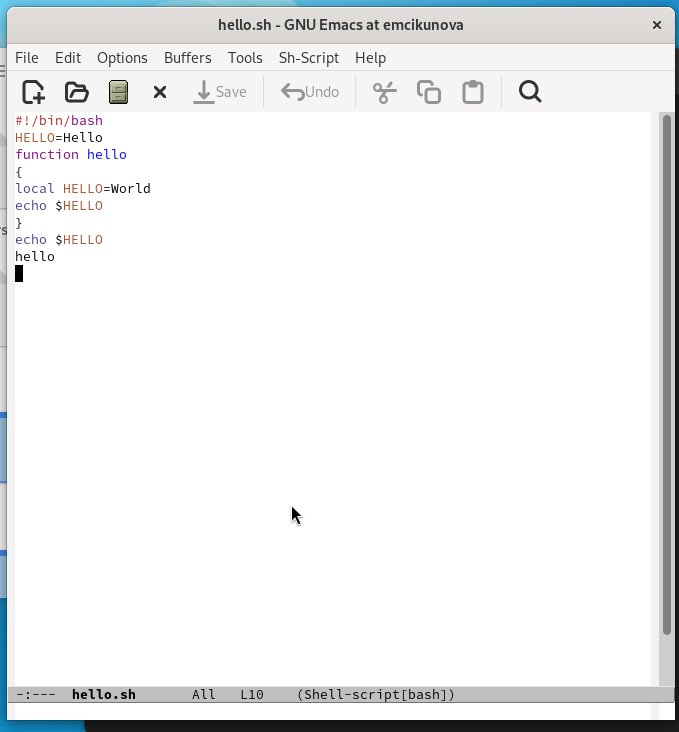 hello.sh - GNU Emacs at emcikunova ×
File Edit Options Buffers Tools Sh-Script Help
Save Undo
#!/bin/bash
HELLO=Hello
function hello
{
local HELLO=World
echo $HELLO
}
echo $HELLO
hello
-:--- hello.sh All L10 (Shell-script[bash])